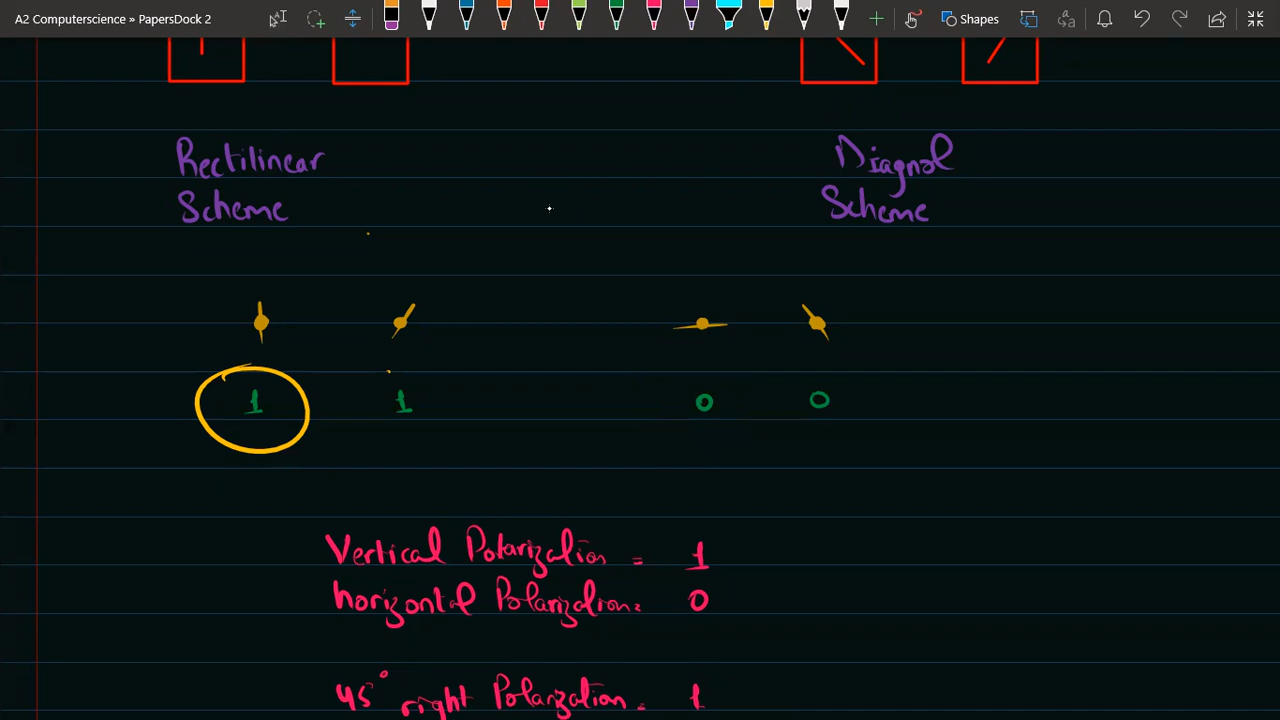 A2 Computerscience » PapersDock 2
Shapes
Rectilinear
Scheme
Diagnol
Scheme
1 1 0 0
Vertical Polarization = 1
horizontal Polarization = 0
45° right Polarization = 1